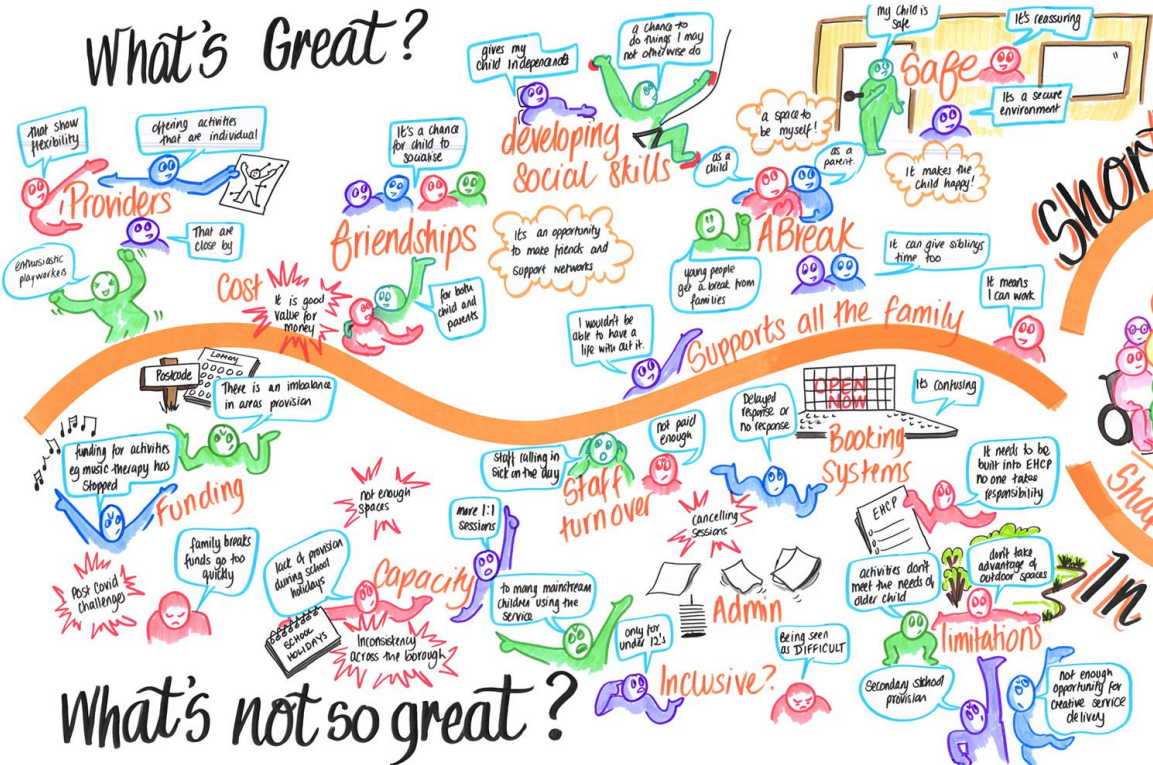 What's Great?
that show
flexibility
offering activities
that are individual
Providers
That are
close by
enthusiastic
playworkers
It's a chance
for child to
socialise
friendships
Cost
It is good
value for
money
for both
child and
parents
It's an opportunity
to make friends and
support networks
gives my
child independence
a chance to
do things I may
not otherwise do
developing
social skills
my child is
safe
It's reassuring
Safe
Its a secure
environment
a space to
be myself!
as a
child
as a
parent.
It makes the
child happy!
A Break
young people
get a break from
families
it can give siblings
time too
I wouldn't be
able to have a
life with out it.
Supports all the family
It means
I can work
Short
Postcode
Lottery
There is an imbalance
in areas provision
funding for activities
eg music therapy has
stopped
Funding
Post Covid
challenges
family breaks
funds go too
quickly
not enough
spaces
lack of provision
during school
holidays
SCHOOL
HOLIDAYS
Capacity
Inconsistency
across the borough
more 1:1
sessions
to many mainstream
children using the
service
Staff calling in
sick on the day
not paid
enough
Staff
turn over
Delayed
response or
no response
OPEN
NOW
Its confusing
Booking
Systems
Cancelling
sessions
Admin
It needs to be
built into EHCP
no one takes
responsibility
EHCP
activities don't
meet the needs of
older child
don't take
advantage of
outdoor spaces
limitations
only for
under 12's
Inclusive?
Being seen
as DIFFICULT
Secondary school
provision
not enough
opportunity for
creative service
delivery
Sha
In
What's not so great?